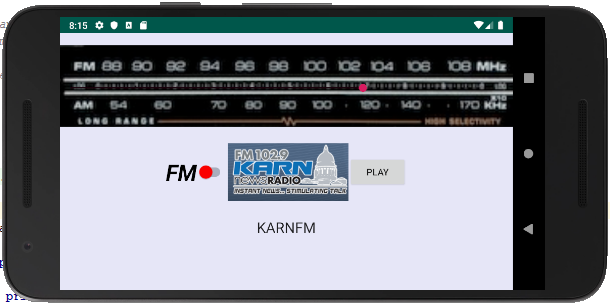 8:15
FM 88 90 92 94 96 98 100 102 104 106 108 MHz
X10
AM 54 60 70 80 90 100 · 120 · 140 · 170 KHz
LONG RANGE HIGH SELECTIVITY
FM
FM 102.9
KARN
NEWSRADIO
INSTANT NEWS... STIMULATING TALK
PLAY
KARNFM